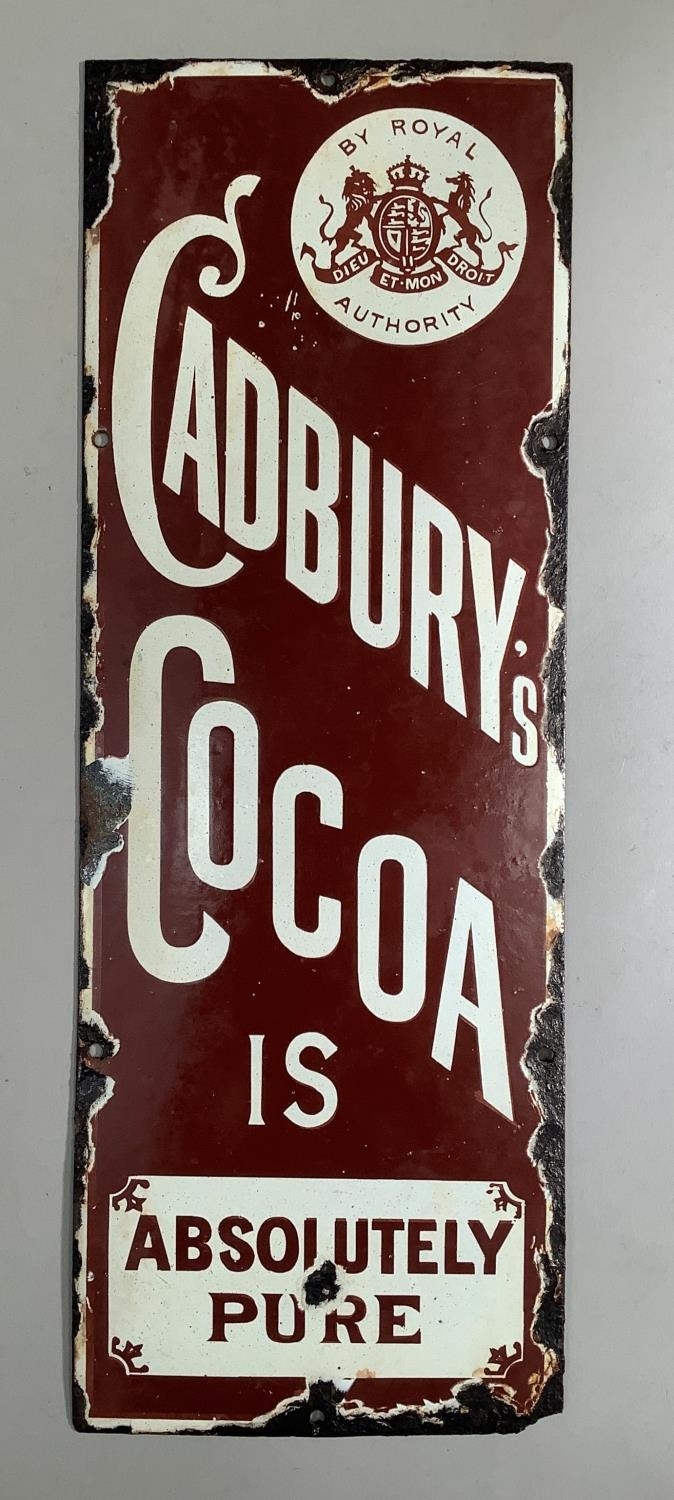 BY ROYAL
DIEU ET·MON DROIT
AUTHORITY
CADBURY'S
COCOA
IS
ABSOLUTELY
PURE